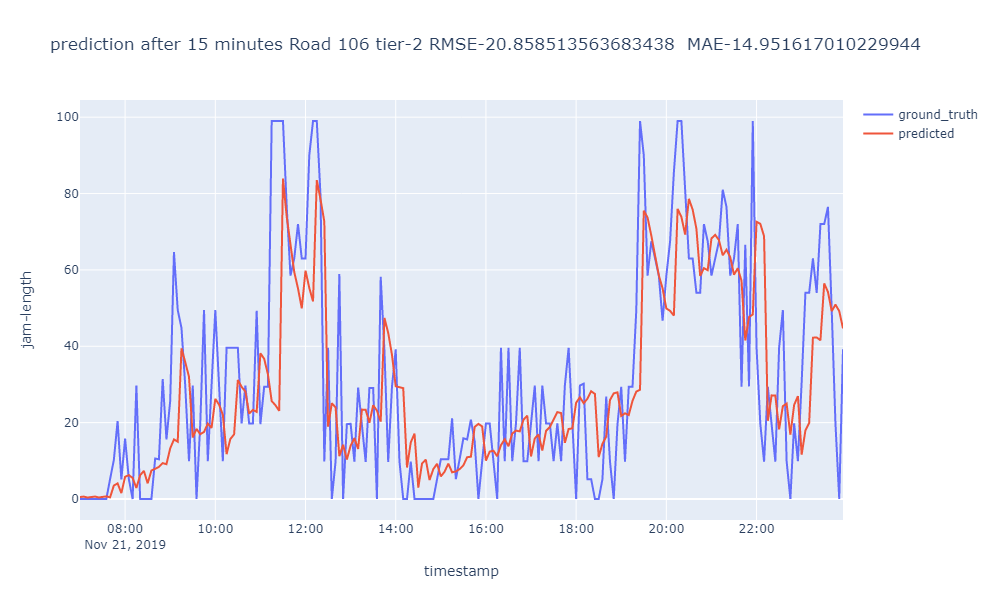 prediction after 15 minutes Road 106 tier-2 RMSE-20.858513563683438  MAE-14.951617010229944
ground_truth
predicted
100
80
60
40
20
0
jam-length
08:00 10:00 12:00 14:00 16:00 18:00 20:00 22:00
Nov 21, 2019
timestamp